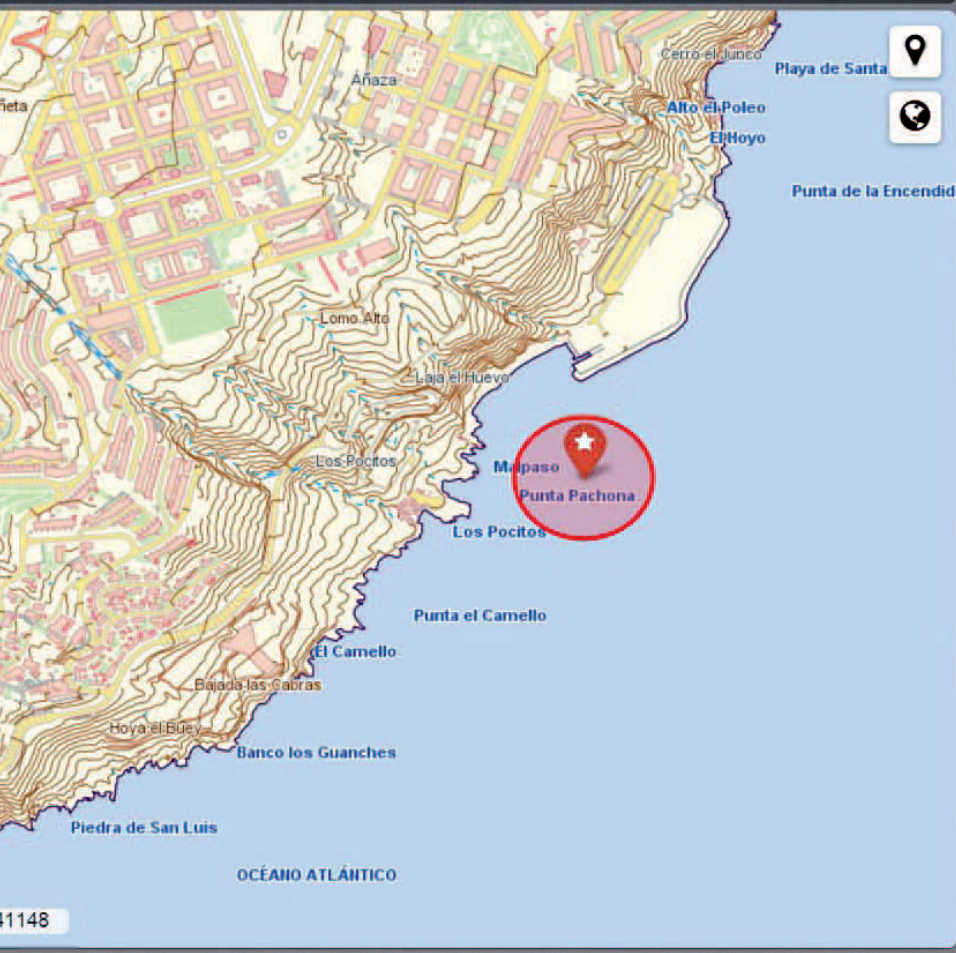 Cerro el Junco
Playa de Santa
Añaza
ñeta
Alto el Poleo
El Hoyo
Punta de la Encendid
Lomo Alto
Laja el Huevo
Los Pocitos
Malpaso
Punta Pachona
Los Pocitos
Punta el Camello
El Camello
Bajada las Cabras
Hoya el Buey
Banco los Guanches
Piedra de San Luis
OCÉANO ATLÁNTICO
41148